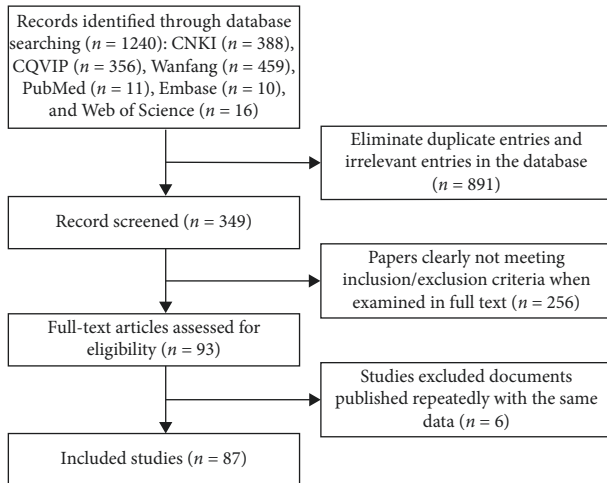 Records identified through database
searching (n = 1240): CNKI (n = 388),
CQVIP (n = 356), Wanfang (n = 459),
PubMed (n = 11), Embase (n = 10),
and Web of Science (n = 16)
Eliminate duplicate entries and
irrelevant entries in the database
(n = 891)
Record screened (n = 349)
Papers clearly not meeting
inclusion/exclusion criteria when
examined in full text (n = 256)
Full-text articles assessed for
eligibility (n = 93)
Studies excluded documents
published repeatedly with the same
data (n = 6)
Included studies (n = 87)